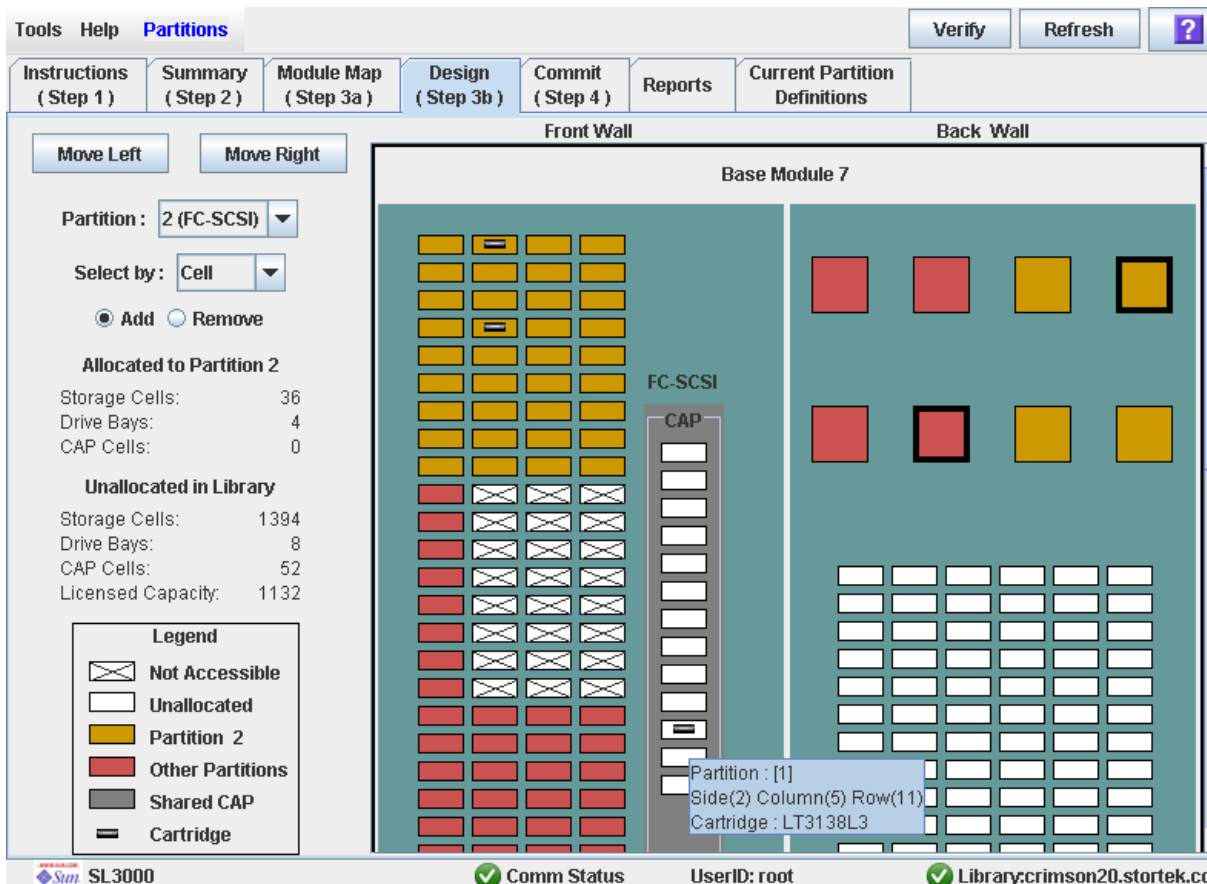 Tools Help Partitions
Verify Refresh ?
Instructions
( Step 1 )
Summary
( Step 2 )
Module Map
( Step 3a )
Design
( Step 3b )
Commit
( Step 4 )
Reports
Current Partition
Definitions
Move Left Move Right
Partition : 2 (FC-SCSI)
Select by : Cell
Add Remove
Allocated to Partition 2
Storage Cells: 36
Drive Bays: 4
CAP Cells: 0
Unallocated in Library
Storage Cells: 1394
Drive Bays: 8
CAP Cells: 52
Licensed Capacity: 1132
Legend
Not Accessible
Unallocated
Partition 2
Other Partitions
Shared CAP
Cartridge
Front Wall Back Wall
Base Module 7
FC-SCSI
CAP
Partition : [1]
Side(2) Column(5) Row(11)
Cartridge : LT3138L3
Sun SL3000 Comm Status UserID: root Library:crimson20.stortek.co